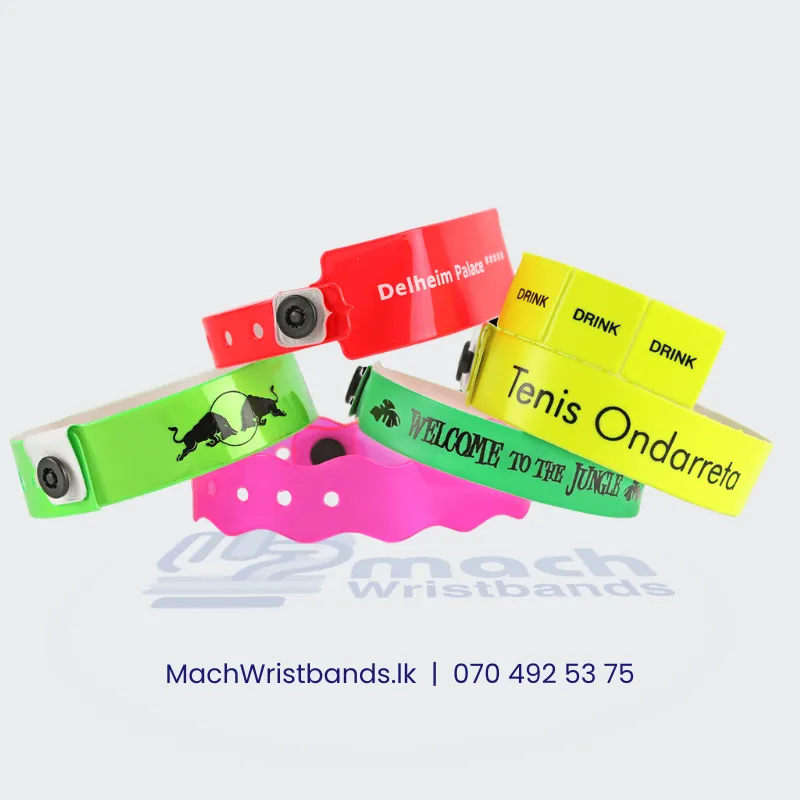 Delheim Palace *****
DRINK
DRINK
DRINK
Tenis Ondarreta
WELCOME TO THE JUNGLE
mach
Wristbands
MachWristbands.lk | 070 492 53 75